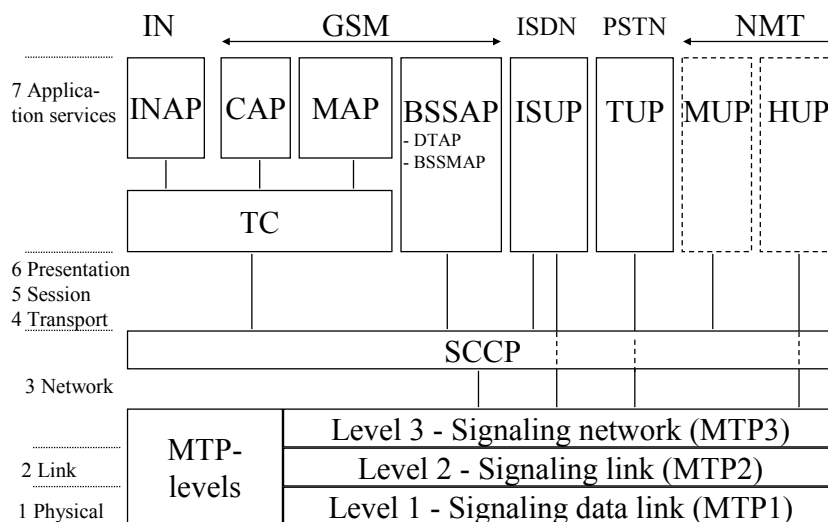 IN GSM ISDN PSTN NMT
7 Applica-
tion services
INAP CAP MAP BSSAP ISUP TUP MUP HUP
- DTAP
- BSSMAP
TC
6 Presentation
5 Session
4 Transport
SCCP
3 Network
MTP-
levels
Level 3 - Signaling network (MTP3)
2 Link
Level 2 - Signaling link (MTP2)
1 Physical
Level 1 - Signaling data link (MTP1)